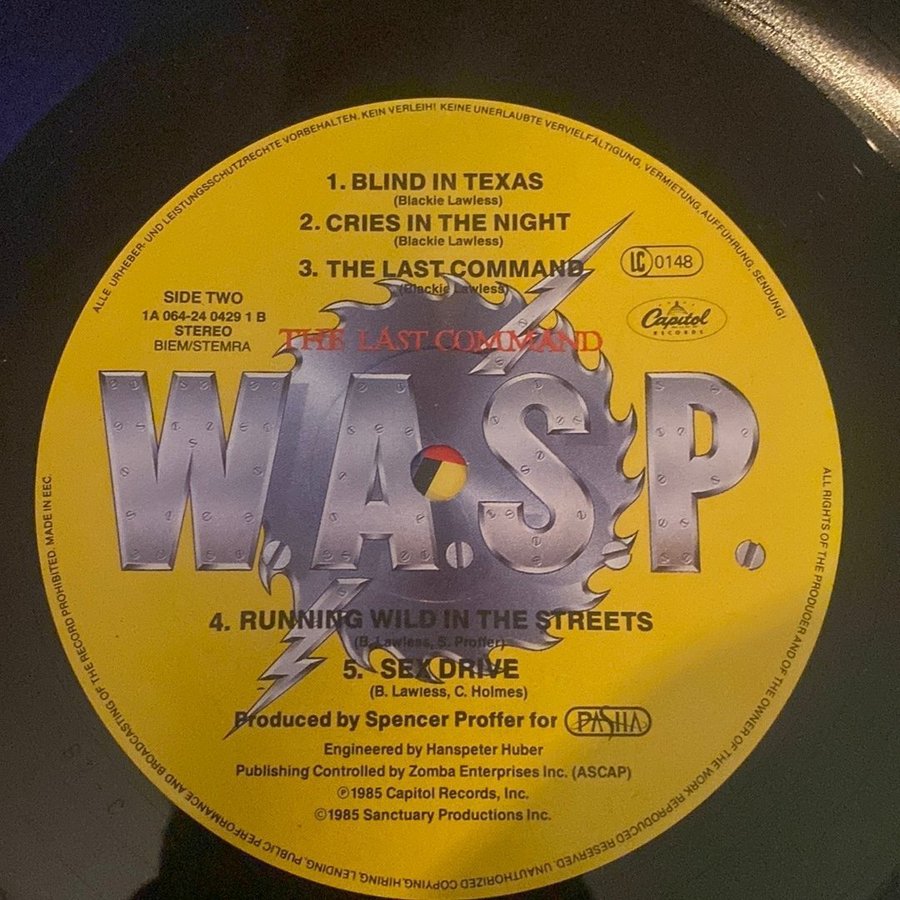 ALLE URHEBER- UND LEISTUNGSSCHUTZRECHTE VORBEHALTEN. KEIN VERLEIH! KEINE UNERLAUBTE VERVIELFÄLTIGUNG, VERMIETUNG, AUFFÜHRUNG, SENDUNG!
1. BLIND IN TEXAS
(Blackie Lawless)
2. CRIES IN THE NIGHT
(Blackie Lawless)
3. THE LAST COMMAND
(Blackie Lawless)
LC 0148
SIDE TWO
1A 064-24 0429 1 B
STEREO
BIEM/STEMRA
Capitol
RECORDS
THE LAST COMMAND
W.A.S.P.
4. RUNNING WILD IN THE STREETS
(B. Lawless, S. Proffer)
5. SEX DRIVE
(B. Lawless, C. Holmes)
Produced by Spencer Proffer for PASHA
Engineered by Hanspeter Huber
Publishing Controlled by Zomba Enterprises Inc. (ASCAP)
℗1985 Capitol Records, Inc.
©1985 Sanctuary Productions Inc.
ALL RIGHTS OF THE PRODUCER AND OF THE OWNER OF THE WORK REPRODUCED RESERVED. UNAUTHORIZED COPYING, HIRING, LENDING, PUBLIC PERFORMANCE AND BROADCASTING OF THE RECORD PROHIBITED. MADE IN EEC.